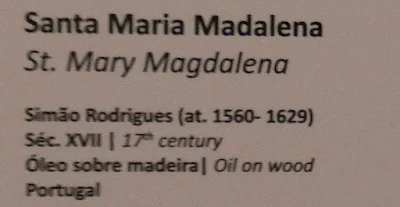 Santa Maria Madalena
St. Mary Magdalena
Simão Rodrigues (at. 1560- 1629)
Séc. XVII | 17th century
Óleo sobre madeira| Oil on wood
Portugal